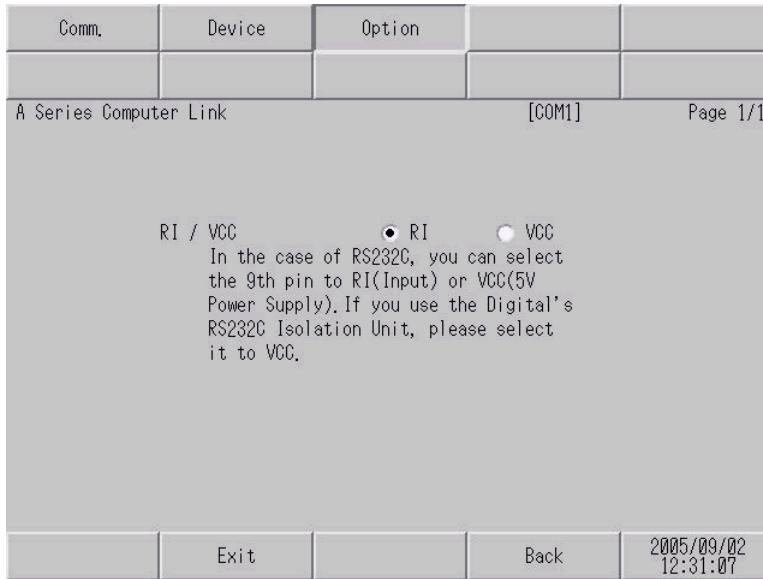 Comm. Device Option
A Series Computer Link [COM1] Page 1/1
RI / VCC RI VCC
In the case of RS232C, you can select
the 9th pin to RI(Input) or VCC(5V
Power Supply).If you use the Digital's
RS232C Isolation Unit, please select
it to VCC.
Exit Back 2005/09/02
12:31:07